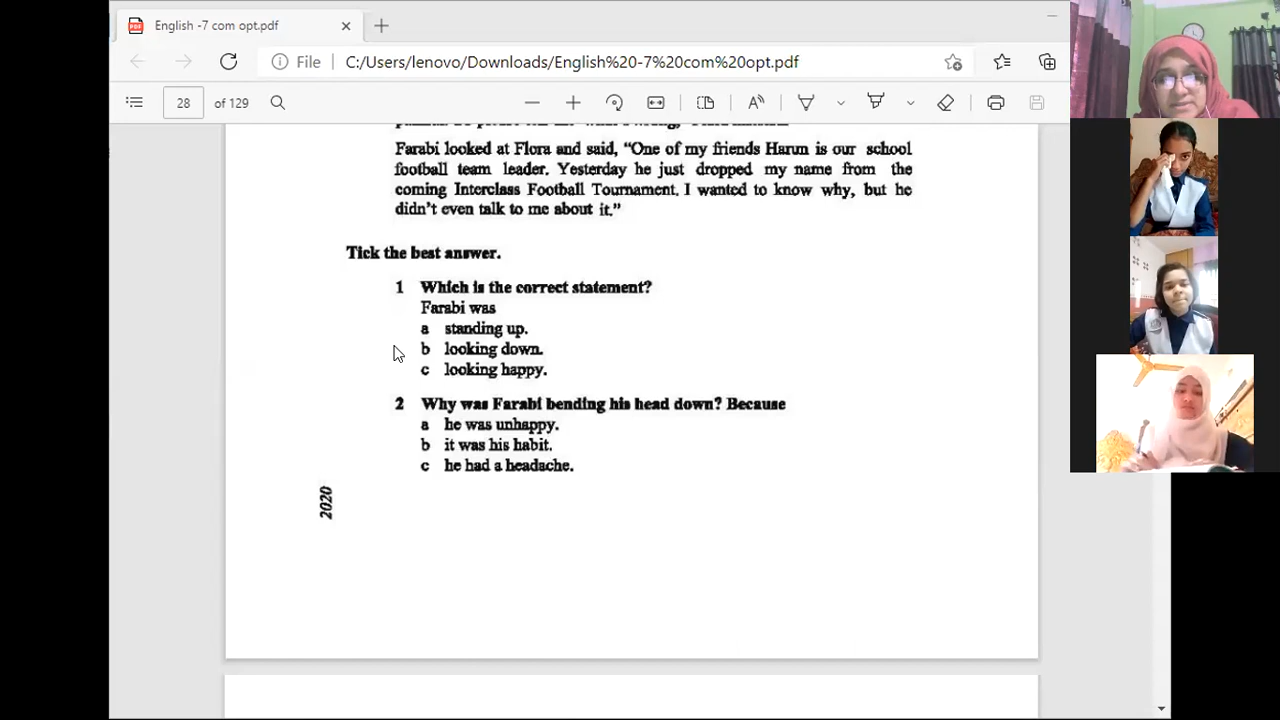 English -7 com opt.pdf
File C:/Users/lenovo/Downloads/English%20-7%20com%20opt.pdf
28 of 129
Farabi looked at Flora and said, “One of my friends Harun is our school
football team leader. Yesterday he just dropped my name from the
coming Interclass Football Tournament. I wanted to know why, but he
didn’t even talk to me about it.”
Tick the best answer.
1 Which is the correct statement?
Farabi was
a standing up.
b looking down.
c looking happy.
2 Why was Farabi bending his head down? Because
a he was unhappy.
b it was his habit.
c he had a headache.
2020